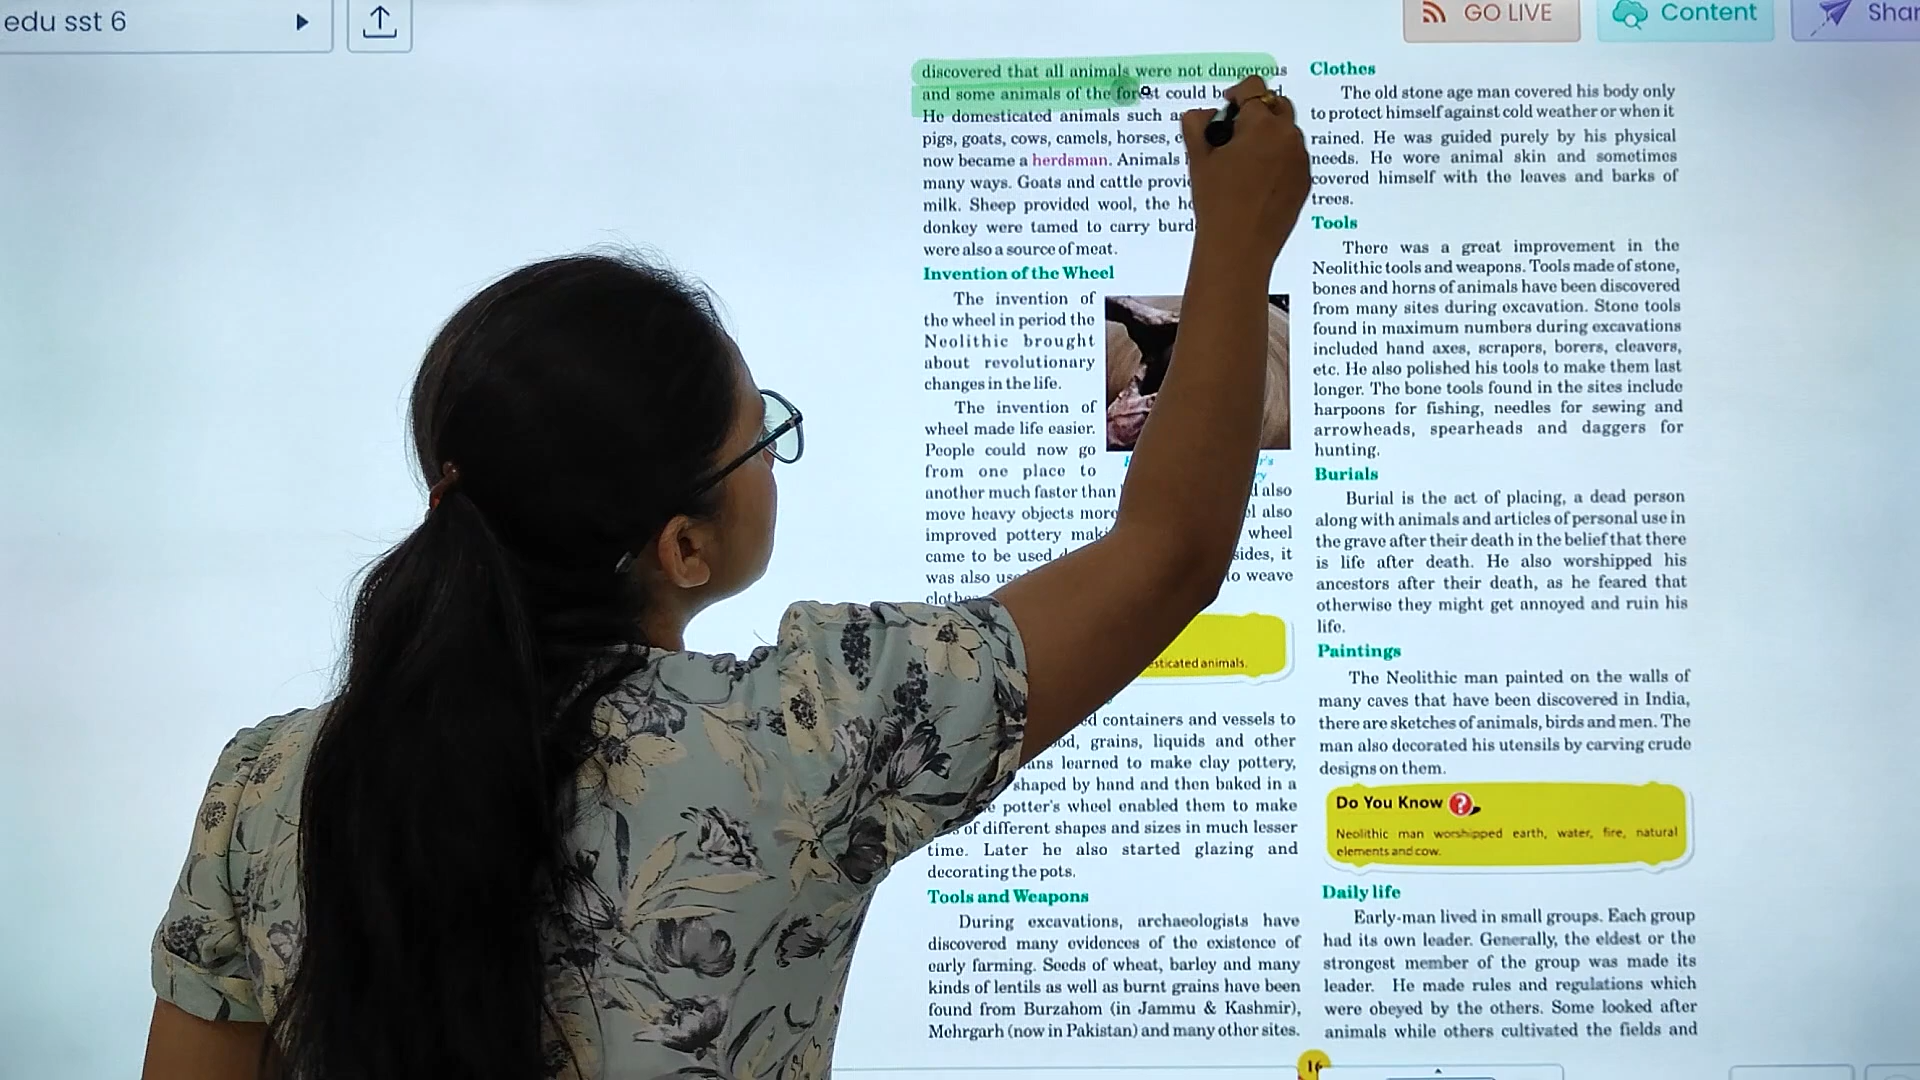 edu sst 6
GO LIVE
Content
discovered that all animals were not dangerous
and some animals of the forest could be
He domesticated animals such as
pigs, goats, cows, camels, horses,
now became a herdsman. Animals
many ways. Goats and cattle
milk. Sheep provided wool, the
donkey were tamed to carry
were also a source of meat.
Invention of the Wheel
The invention of
the wheel in period the
Neolithic brought
about revolutionary
changes in the life.
The invention of
wheel made life easier.
People could now go
from one place to
another much faster than also
move heavy objects more also
improved pottery wheel
came to be used it
was also to weave
animals.
containers and vessels to
grains, liquids and other
learned to make clay pottery,
shaped by hand and then baked in a
potter's wheel enabled them to make
of different shapes and sizes in much lesser
time. Later he also started glazing and
decorating the pots.
Tools and Weapons
During excavations, archaeologists have
discovered many evidences of the existence of
early farming. Seeds of wheat, barley and many
kinds of lentils as well as burnt grains have been
found from Burzahom (in Jammu & Kashmir),
Mehrgarh (now in Pakistan) and many other sites.
Clothes
The old stone age man covered his body only
to protect himself against cold weather or when it
rained. He was guided purely by his physical
needs. He wore animal skin and sometimes
covered himself with the leaves and barks of
trees.
Tools
There was a great improvement in the
Neolithic tools and weapons. Tools made of stone,
bones and horns of animals have been discovered
from many sites during excavation. Stone tools
found in maximum numbers during excavations
included hand axes, scrapers, borers, cleavers,
etc. He also polished his tools to make them last
longer. The bone tools found in the sites include
harpoons for fishing, needles for sewing and
arrowheads, spearheads and daggers for
hunting.
Burials
Burial is the act of placing, a dead person
along with animals and articles of personal use in
the grave after their death in the belief that there
is life after death. He also worshipped his
ancestors after their death, as he feared that
otherwise they might get annoyed and ruin his
life.
Paintings
The Neolithic man painted on the walls of
many caves that have been discovered in India,
there are sketches of animals, birds and men. The
man also decorated his utensils by carving crude
designs on them.
Do You Know ?
Neolithic man worshipped earth, water, fire, natural
elements and cow.
Daily life
Early-man lived in small groups. Each group
had its own leader. Generally, the eldest or the
strongest member of the group was made its
leader. He made rules and regulations which
were obeyed by the others. Some looked after
animals while others cultivated the fields and
16